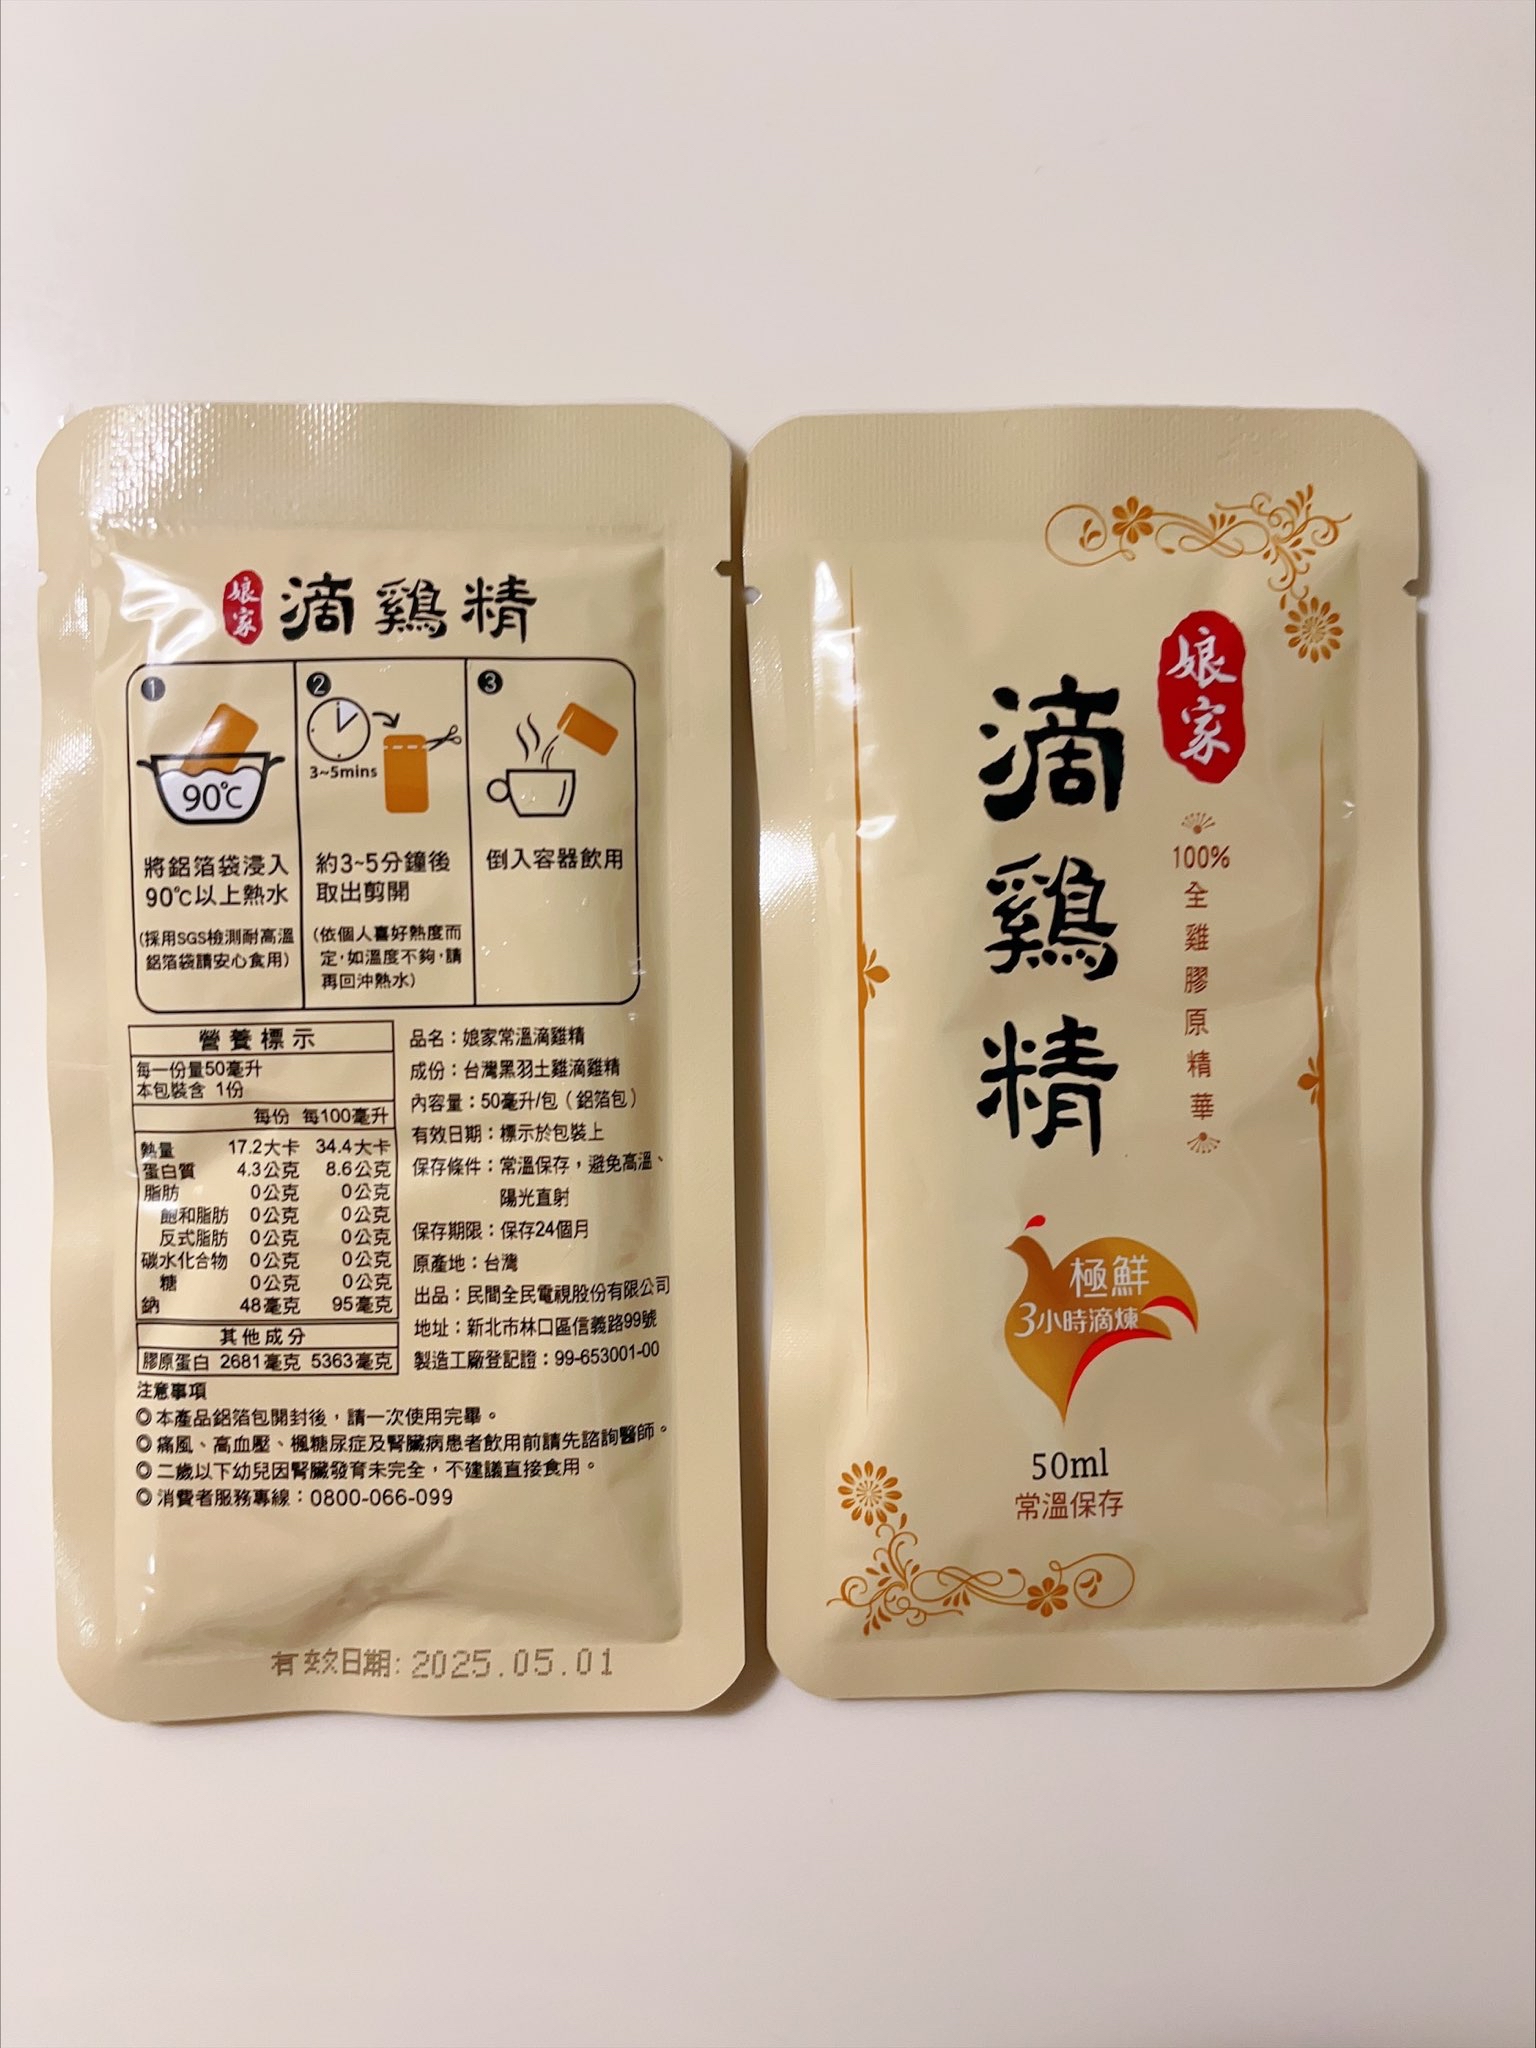 娘家
滴鷄精
1
90℃
將鋁箔袋浸入
90℃以上熱水
(採用SGS檢測耐高溫
鋁箔袋請安心食用)
2
3~5mins
約3~5分鐘後
取出剪開
(依個人喜好熱度而
定,如溫度不夠,請
再回沖熱水)
3
倒入容器飲用
營養標示
每一份量50毫升
本包裝含 1份
每份 每100毫升
熱量 17.2大卡 34.4大卡
蛋白質 4.3公克 8.6公克
脂肪 0公克 0公克
飽和脂肪 0公克 0公克
反式脂肪 0公克 0公克
碳水化合物 0公克 0公克
糖 0公克 0公克
鈉 48毫克 95毫克
其他成分
膠原蛋白 2681毫克 5363毫克
品名：娘家常溫滴雞精
成份：台灣黑羽土雞滴雞精
內容量：50毫升/包（鋁箔包）
有效日期：標示於包裝上
保存條件：常溫保存，避免高溫、
陽光直射
保存期限：保存24個月
原產地：台灣
出品：民間全民電視股份有限公司
地址：新北市林口區信義路99號
製造工廠登記證：99-653001-00
注意事項
◎本產品鋁箔包開封後，請一次使用完畢。
◎痛風、高血壓、楓糖尿症及腎臟病患者飲用前請先諮詢醫師。
◎二歲以下幼兒因腎臟發育未完全，不建議直接食用。
◎消費者服務專線：0800-066-099
有效日期:2025.05.01
娘家
滴鷄精
100%全雞膠原精華
極鮮
3小時滴煉
50ml
常溫保存